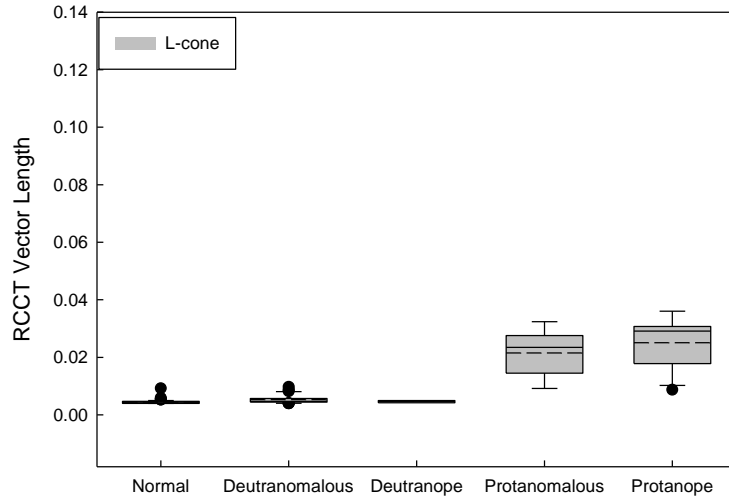 0.14
L-cone
0.12
0.10
0.08
0.06
0.04
0.02
0.00
RCCT Vector Length
Normal Deutranomalous Deutranope Protanomalous Protanope